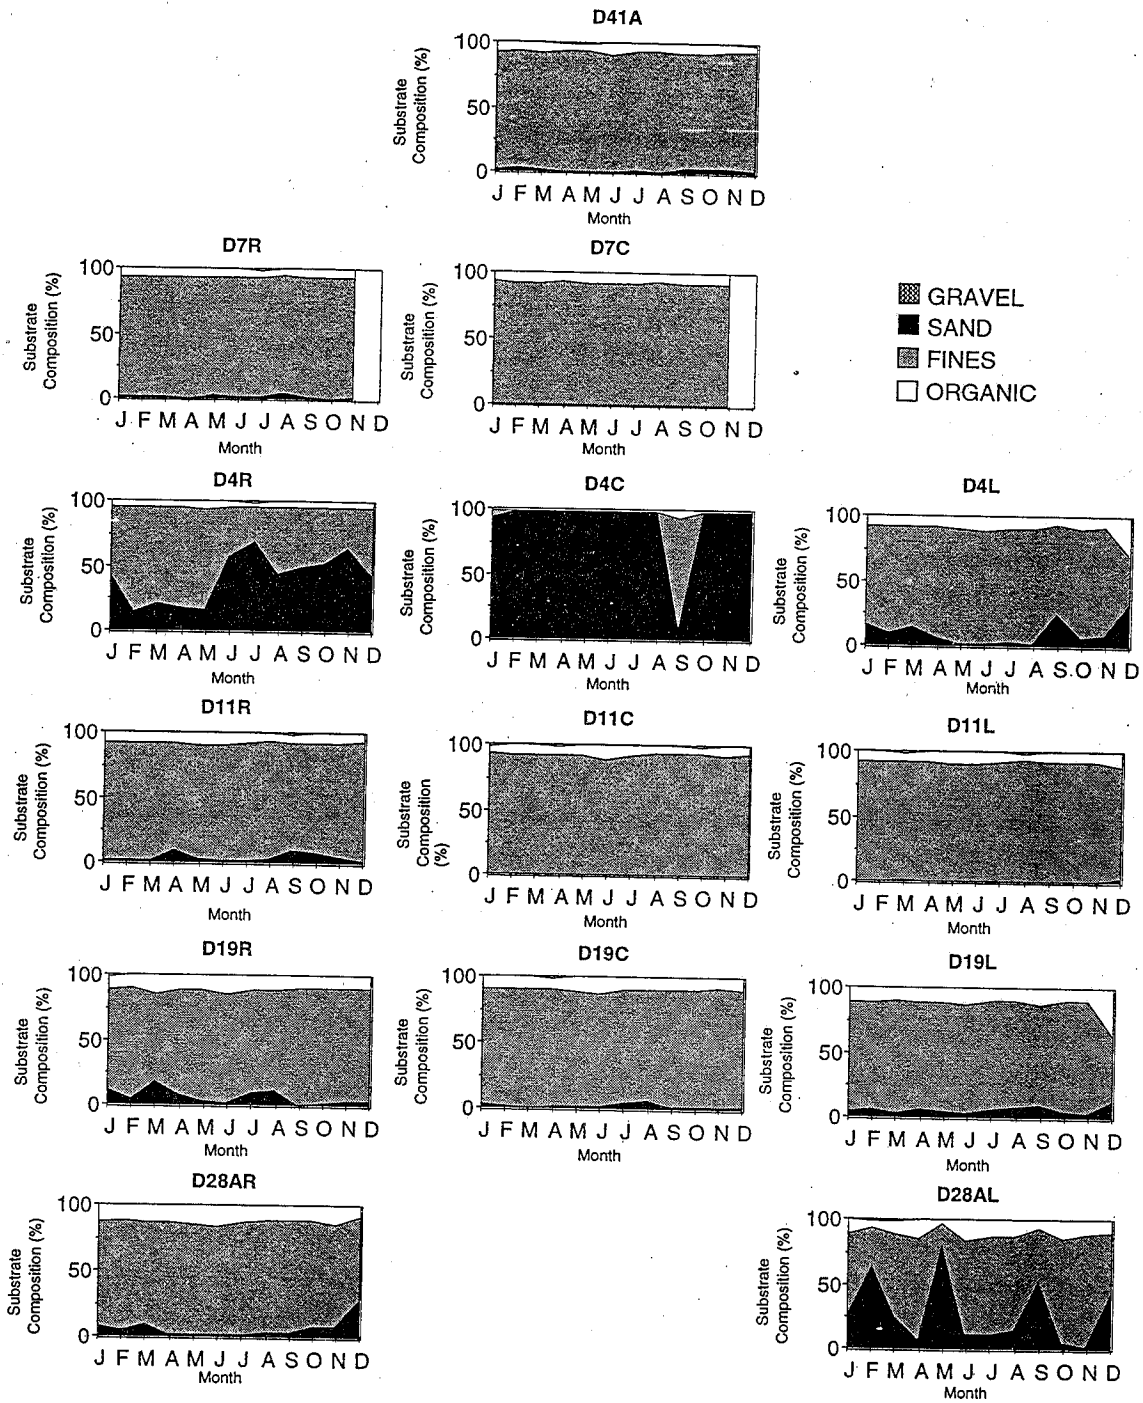 D41A
Substrate
Composition (%)
100
50
0
J F M A M J J A S O N D
Month
D7R
Substrate
Composition (%)
100
50
0
J F M A M J J A S O N D
Month
D7C
Substrate
Composition (%)
100
50
0
J F M A M J J A S O N D
Month
GRAVEL
SAND
FINES
ORGANIC
D4R
Substrate
Composition (%)
100
50
0
J F M A M J J A S O N D
Month
D4C
Substrate
Composition (%)
100
50
0
J F M A M J J A S O N D
Month
D4L
Substrate
Composition (%)
100
50
0
J F M A M J J A S O N D
Month
D11R
Substrate
Composition (%)
100
50
0
J F M A M J J A S O N D
Month
D11C
Substrate
Composition
(%)
100
50
0
J F M A M J J A S O N D
Month
D11L
Substrate
Composition (%)
100
50
0
J F M A M J J A S O N D
Month
D19R
Substrate
Composition (%)
100
50
0
J F M A M J J A S O N D
Month
D19C
Substrate
Composition (%)
100
50
0
J F M A M J J A S O N D
Month
D19L
Substrate
Composition (%)
100
50
0
J F M A M J J A S O N D
Month
D28AR
Substrate
Composition (%)
100
50
0
J F M A M J J A S O N D
Month
D28AL
Substrate
Composition (%)
100
50
0
J F M A M J J A S O N D
Month